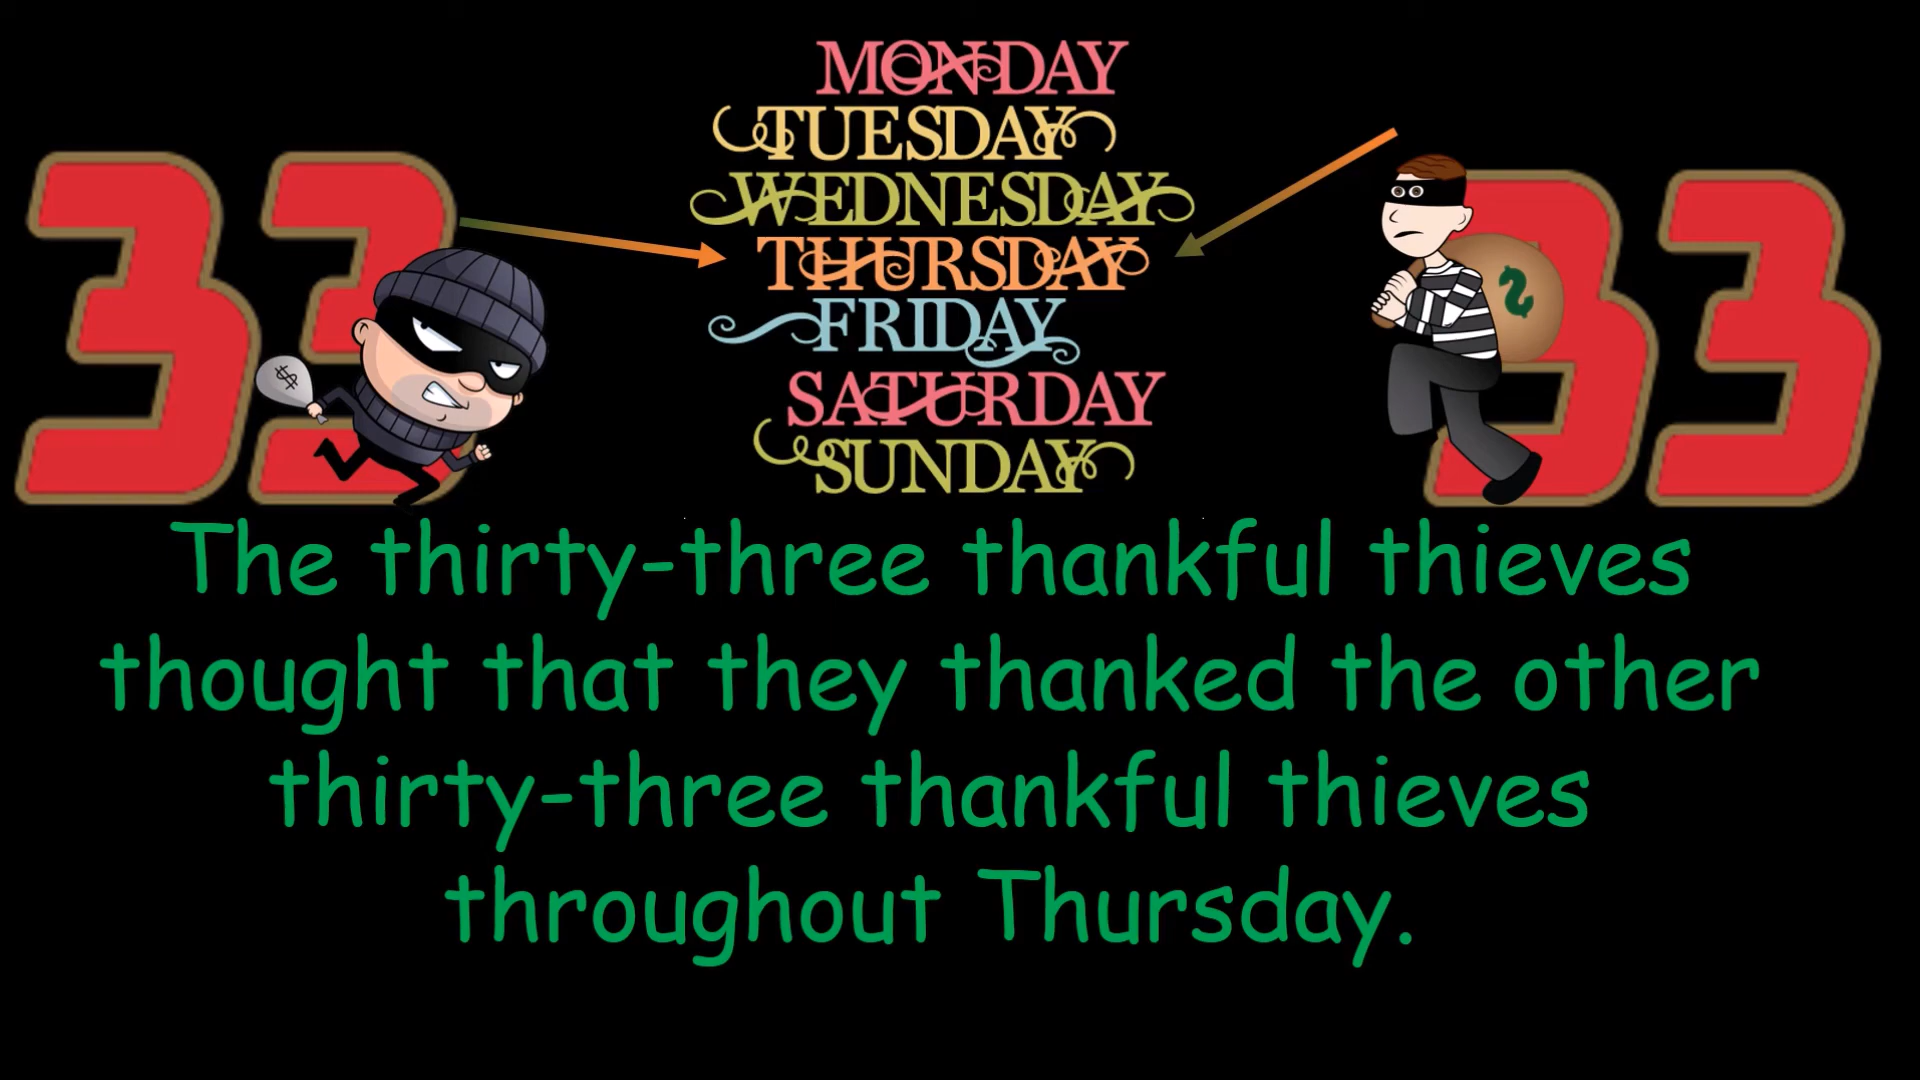 MONDAY
TUESDAY
WEDNESDAY
THURSDAY
FRIDAY
SATURDAY
SUNDAY
33
$
33
$
The thirty-three thankful thieves
thought that they thanked the other
thirty-three thankful thieves
throughout Thursday.